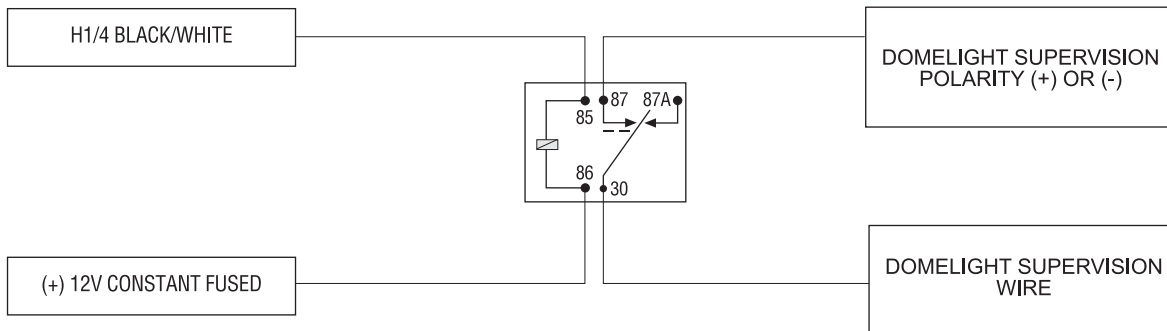 H1/4 BLACK/WHITE
DOMELIGHT SUPERVISION
POLARITY (+) OR (-)
87 87A
85
86
30
(+) 12V CONSTANT FUSED
DOMELIGHT SUPERVISION
WIRE